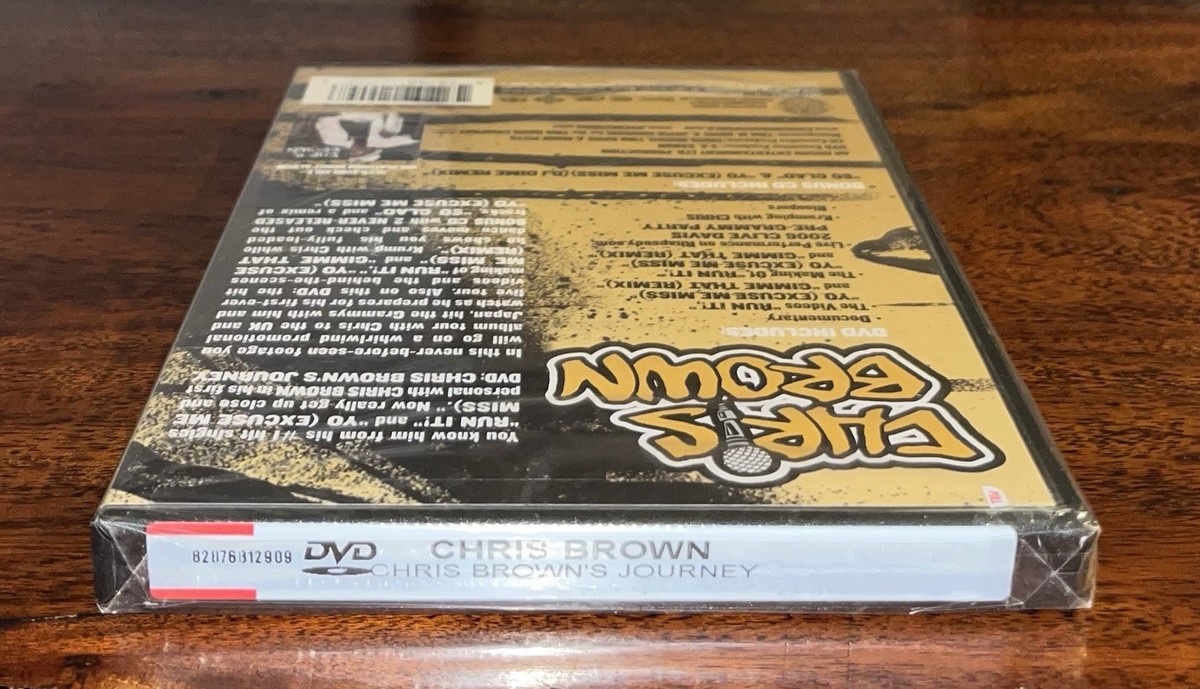 82876812909
DVD
CHRIS BROWN
CHRIS BROWN'S JOURNEY
CHRIS
BROWN
You know him from his #1 hit singles
"RUN IT!" and "YO (EXCUSE ME
MISS)." Now really get up close and
personal with CHRIS BROWN in his first
DVD: CHRIS BROWN'S JOURNEY.
In this never-before-seen footage you
will go on a whirlwind promotional
album tour with Chris to the UK and
Japan, hit the Grammys with him and
watch as he prepares for his first-ever
live tour. Also on this DVD: the hit
videos and the behind-the-scenes
making of "RUN IT!," "YO (EXCUSE
ME MISS)" and "GIMME THAT
(REMIX)." Krump with Chris while
he shows you his fully-loaded
dance moves and check out the
BONUS CD with 2 NEVER-RELEASED
tracks, "SO GLAD" and a remix of
YO (EXCUSE ME MISS)"
DVD INCLUDES:
· Documentary
· The Videos "RUN IT!",
"YO (EXCUSE ME MISS)"
and "GIMME THAT (REMIX)
· The Making Of "RUN IT!",
YO (EXCUSE ME MISS)"
and "GIMME THAT (REMIX)"
· Live Performance on Rhapsody.com
2006 CLIVE DAVIS
PRE-GRAMMY PARTY
· Krumping with CHRIS
· Bloopers
· BONUS CD INCLUDES:
"SO GLAD" & "YO (EXCUSE ME MISS) (DJ DIME REMIX)